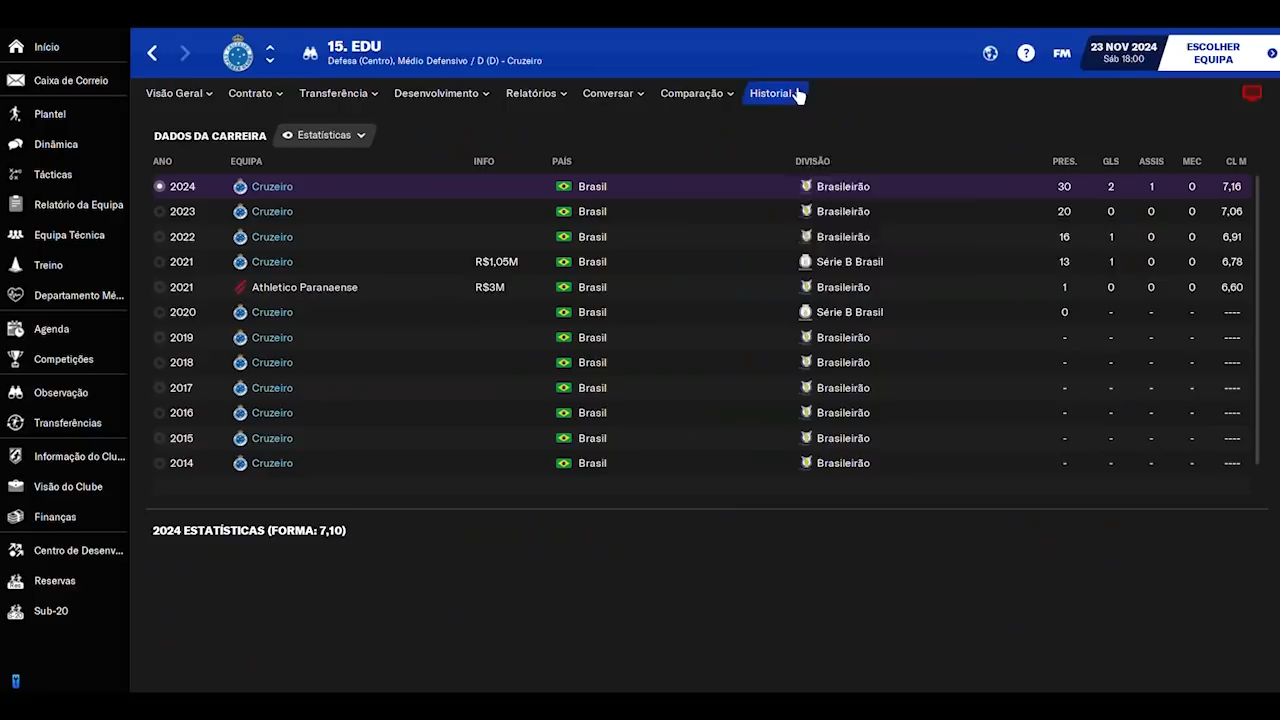 Início
Caixa de Correio
Plantel
Dinâmica
Tácticas
Relatório da Equipa
Equipa Técnica
Treino
Departamento Mé...
Agenda
Competições
Observação
Transferências
Informação do Clu...
Visão do Clube
Finanças
Centro de Desenv...
Reservas
Sub-20
15. EDU
Defesa (Centro), Médio Defensivo / D (D) - Cruzeiro
? FM
23 NOV 2024
Sáb 18:00
ESCOLHER
EQUIPA
Visão Geral Contrato Transferência Desenvolvimento Relatórios Conversar Comparação Historial
DADOS DA CARREIRA Estatísticas
ANO EQUIPA INFO PAÍS DIVISÃO PRES. GLS ASSIS MEC CL M
2024 Cruzeiro Brasil Brasileirão 30 2 1 0 7,16
2023 Cruzeiro Brasil Brasileirão 20 0 0 0 7,06
2022 Cruzeiro Brasil Brasileirão 16 1 0 0 6,91
2021 Cruzeiro R$1,05M Brasil Série B Brasil 13 1 0 0 6,78
2021 Athletico Paranaense R$3M Brasil Brasileirão 1 0 0 0 6,60
2020 Cruzeiro Brasil Série B Brasil 0 - - - ----
2019 Cruzeiro Brasil Brasileirão - - - - ----
2018 Cruzeiro Brasil Brasileirão - - - - ----
2017 Cruzeiro Brasil Brasileirão - - - - ----
2016 Cruzeiro Brasil Brasileirão - - - - ----
2015 Cruzeiro Brasil Brasileirão - - - - ----
2014 Cruzeiro Brasil Brasileirão - - - - ----
2024 ESTATÍSTICAS (FORMA: 7,10)